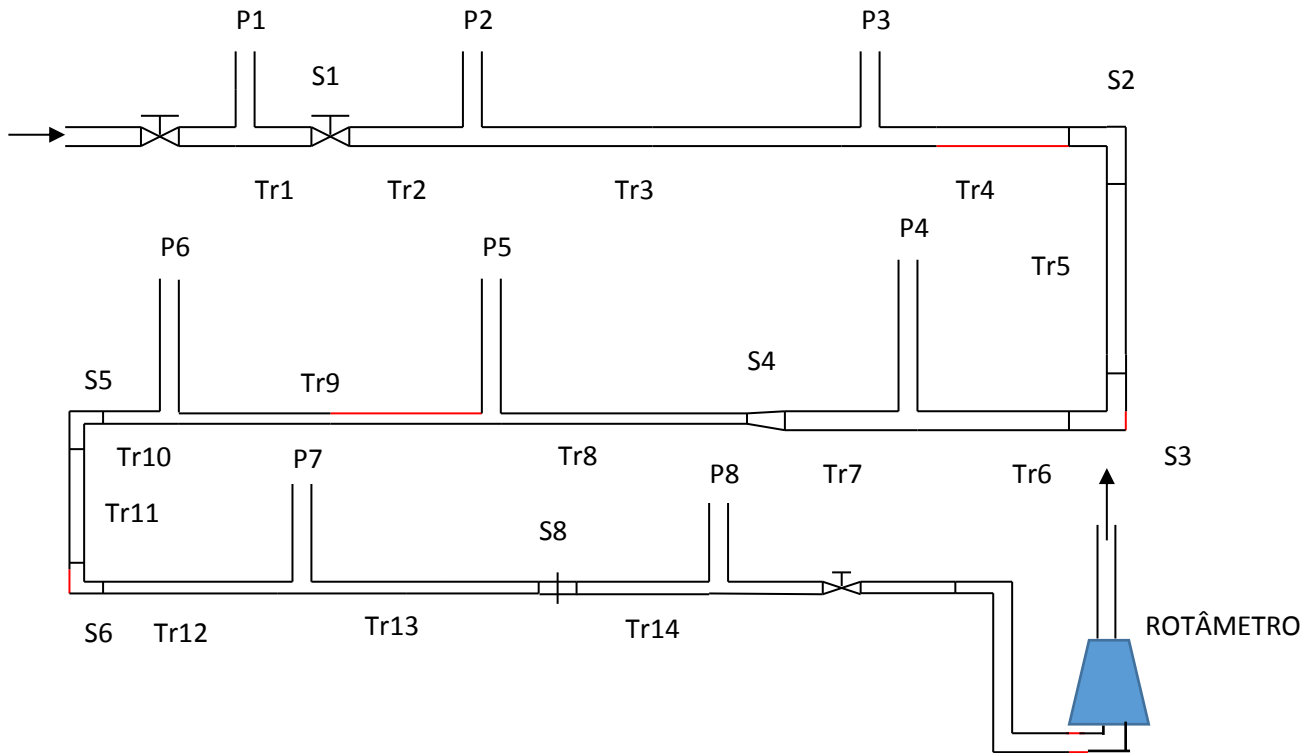 P1
P2
P3
S1
S2
Tr1
Tr2
Tr3
Tr4
P6
P5
P4
Tr5
S5
Tr9
S4
Tr10
P7
Tr8
P8
Tr7
Tr6
S3
Tr11
S8
S6
Tr12
Tr13
Tr14
ROTÂMETRO